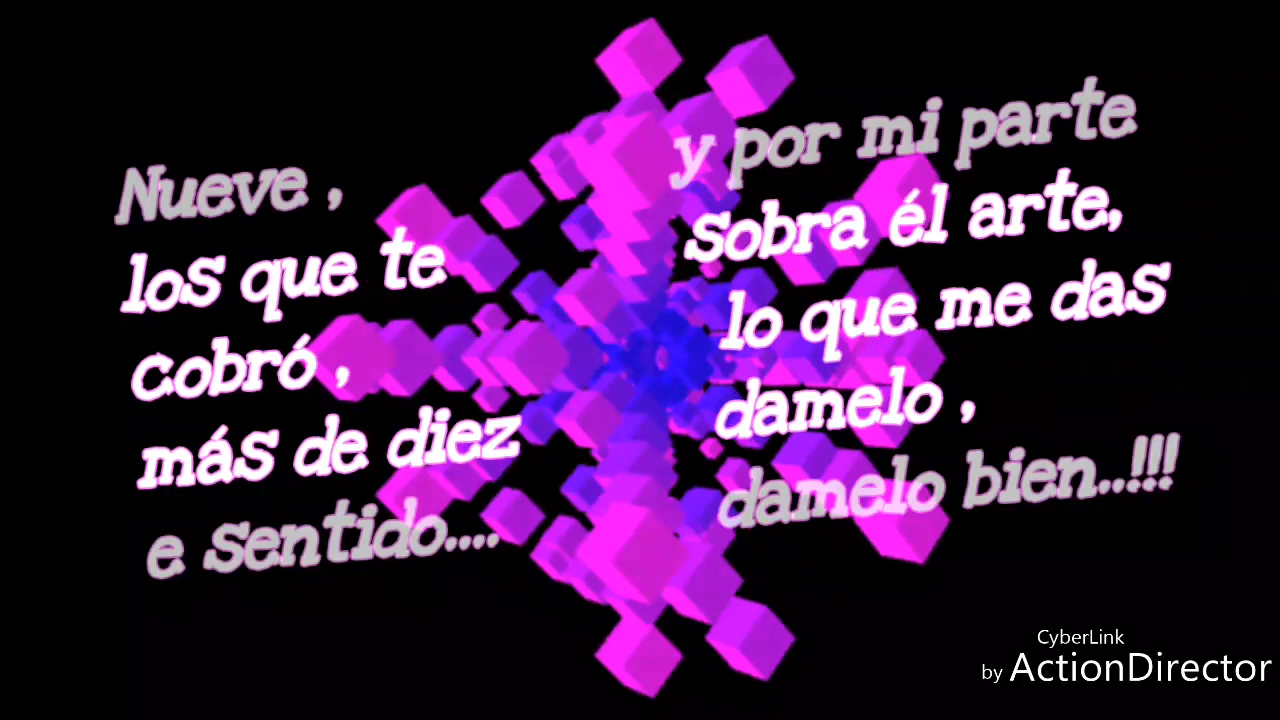 Nueve ,
los que te
cobró ,
más de diez
e sentido....
y por mi parte
sobra él arte,
lo que me das
damelo ,
damelo bien..!!!
CyberLink
by ActionDirector